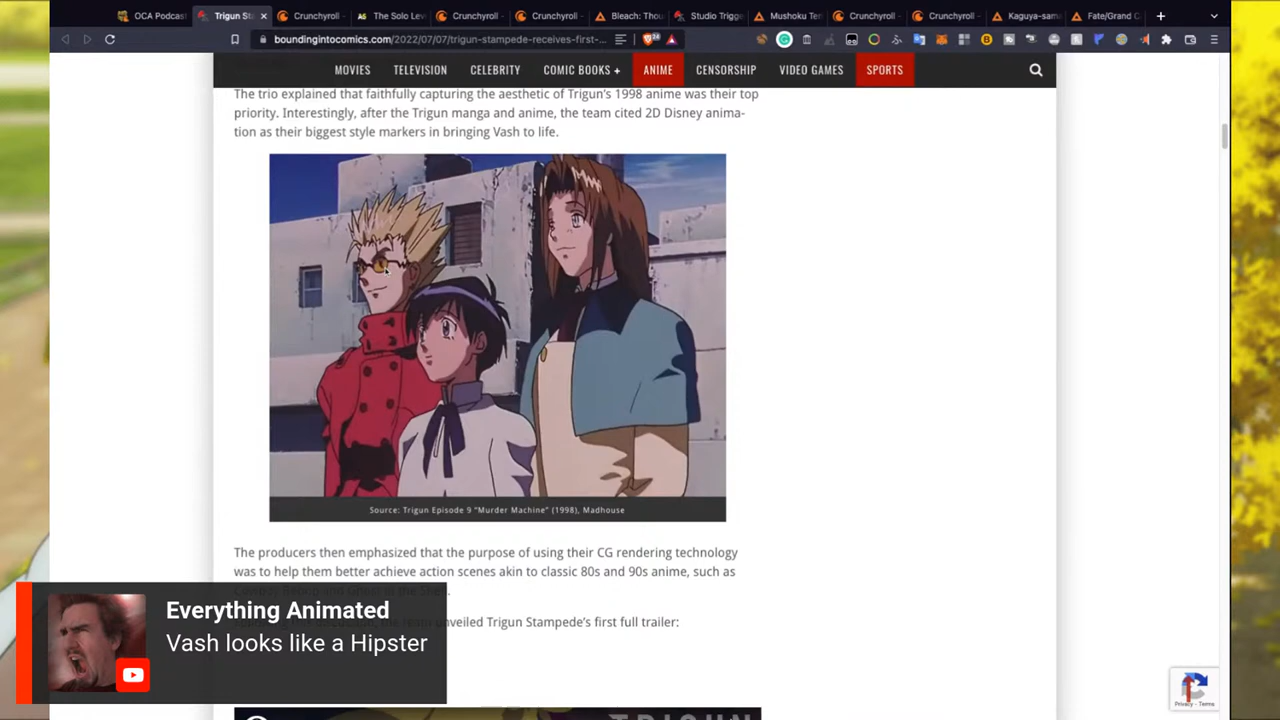 OCA Podcast
Trigun St
Crunchyroll
The Solo Lev
Crunchyroll
Crunchyroll
Bleach: Thou
Studio Trigge
Mushoku Ten
Crunchyroll
Crunchyroll
Kaguya-sama
Fate/Grand C
boundingintocomics.com/2022/07/07/trigun-stampede-receives-first-...
MOVIES TELEVISION CELEBRITY COMIC BOOKS + ANIME CENSORSHIP VIDEO GAMES SPORTS
The trio explained that faithfully capturing the aesthetic of Trigun's 1998 anime was their top
priority. Interestingly, after the Trigun manga and anime, the team cited 2D Disney anima-
tion as their biggest style markers in bringing Vash to life.
Source: Trigun Episode 9 "Murder Machine" (1998), Madhouse
The producers then emphasized that the purpose of using their CG rendering technology
was to help them better achieve action scenes akin to classic 80s and 90s anime, such as
unveiled Trigun Stampede's first full trailer:
Everything Animated
Vash looks like a Hipster
TRIGUN
Privacy - Terms